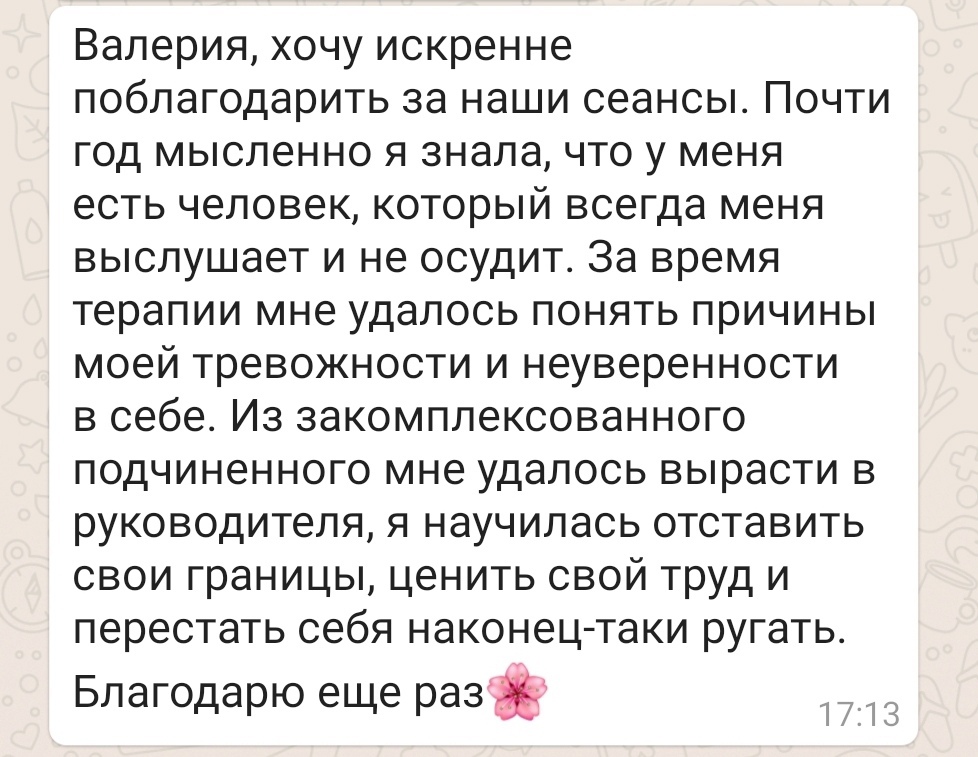 Валерия, хочу искренне
поблагодарить за наши сеансы. Почти
год мысленно я знала, что у меня
есть человек, который всегда меня
выслушает и не осудит. За время
терапии мне удалось понять причины
моей тревожности и неуверенности
в себе. Из закомплексованного
подчиненного мне удалось вырасти в
руководителя, я научилась отставить
свои границы, ценить свой труд и
перестать себя наконец-таки ругать.
Благодарю еще раз🌸
17:13